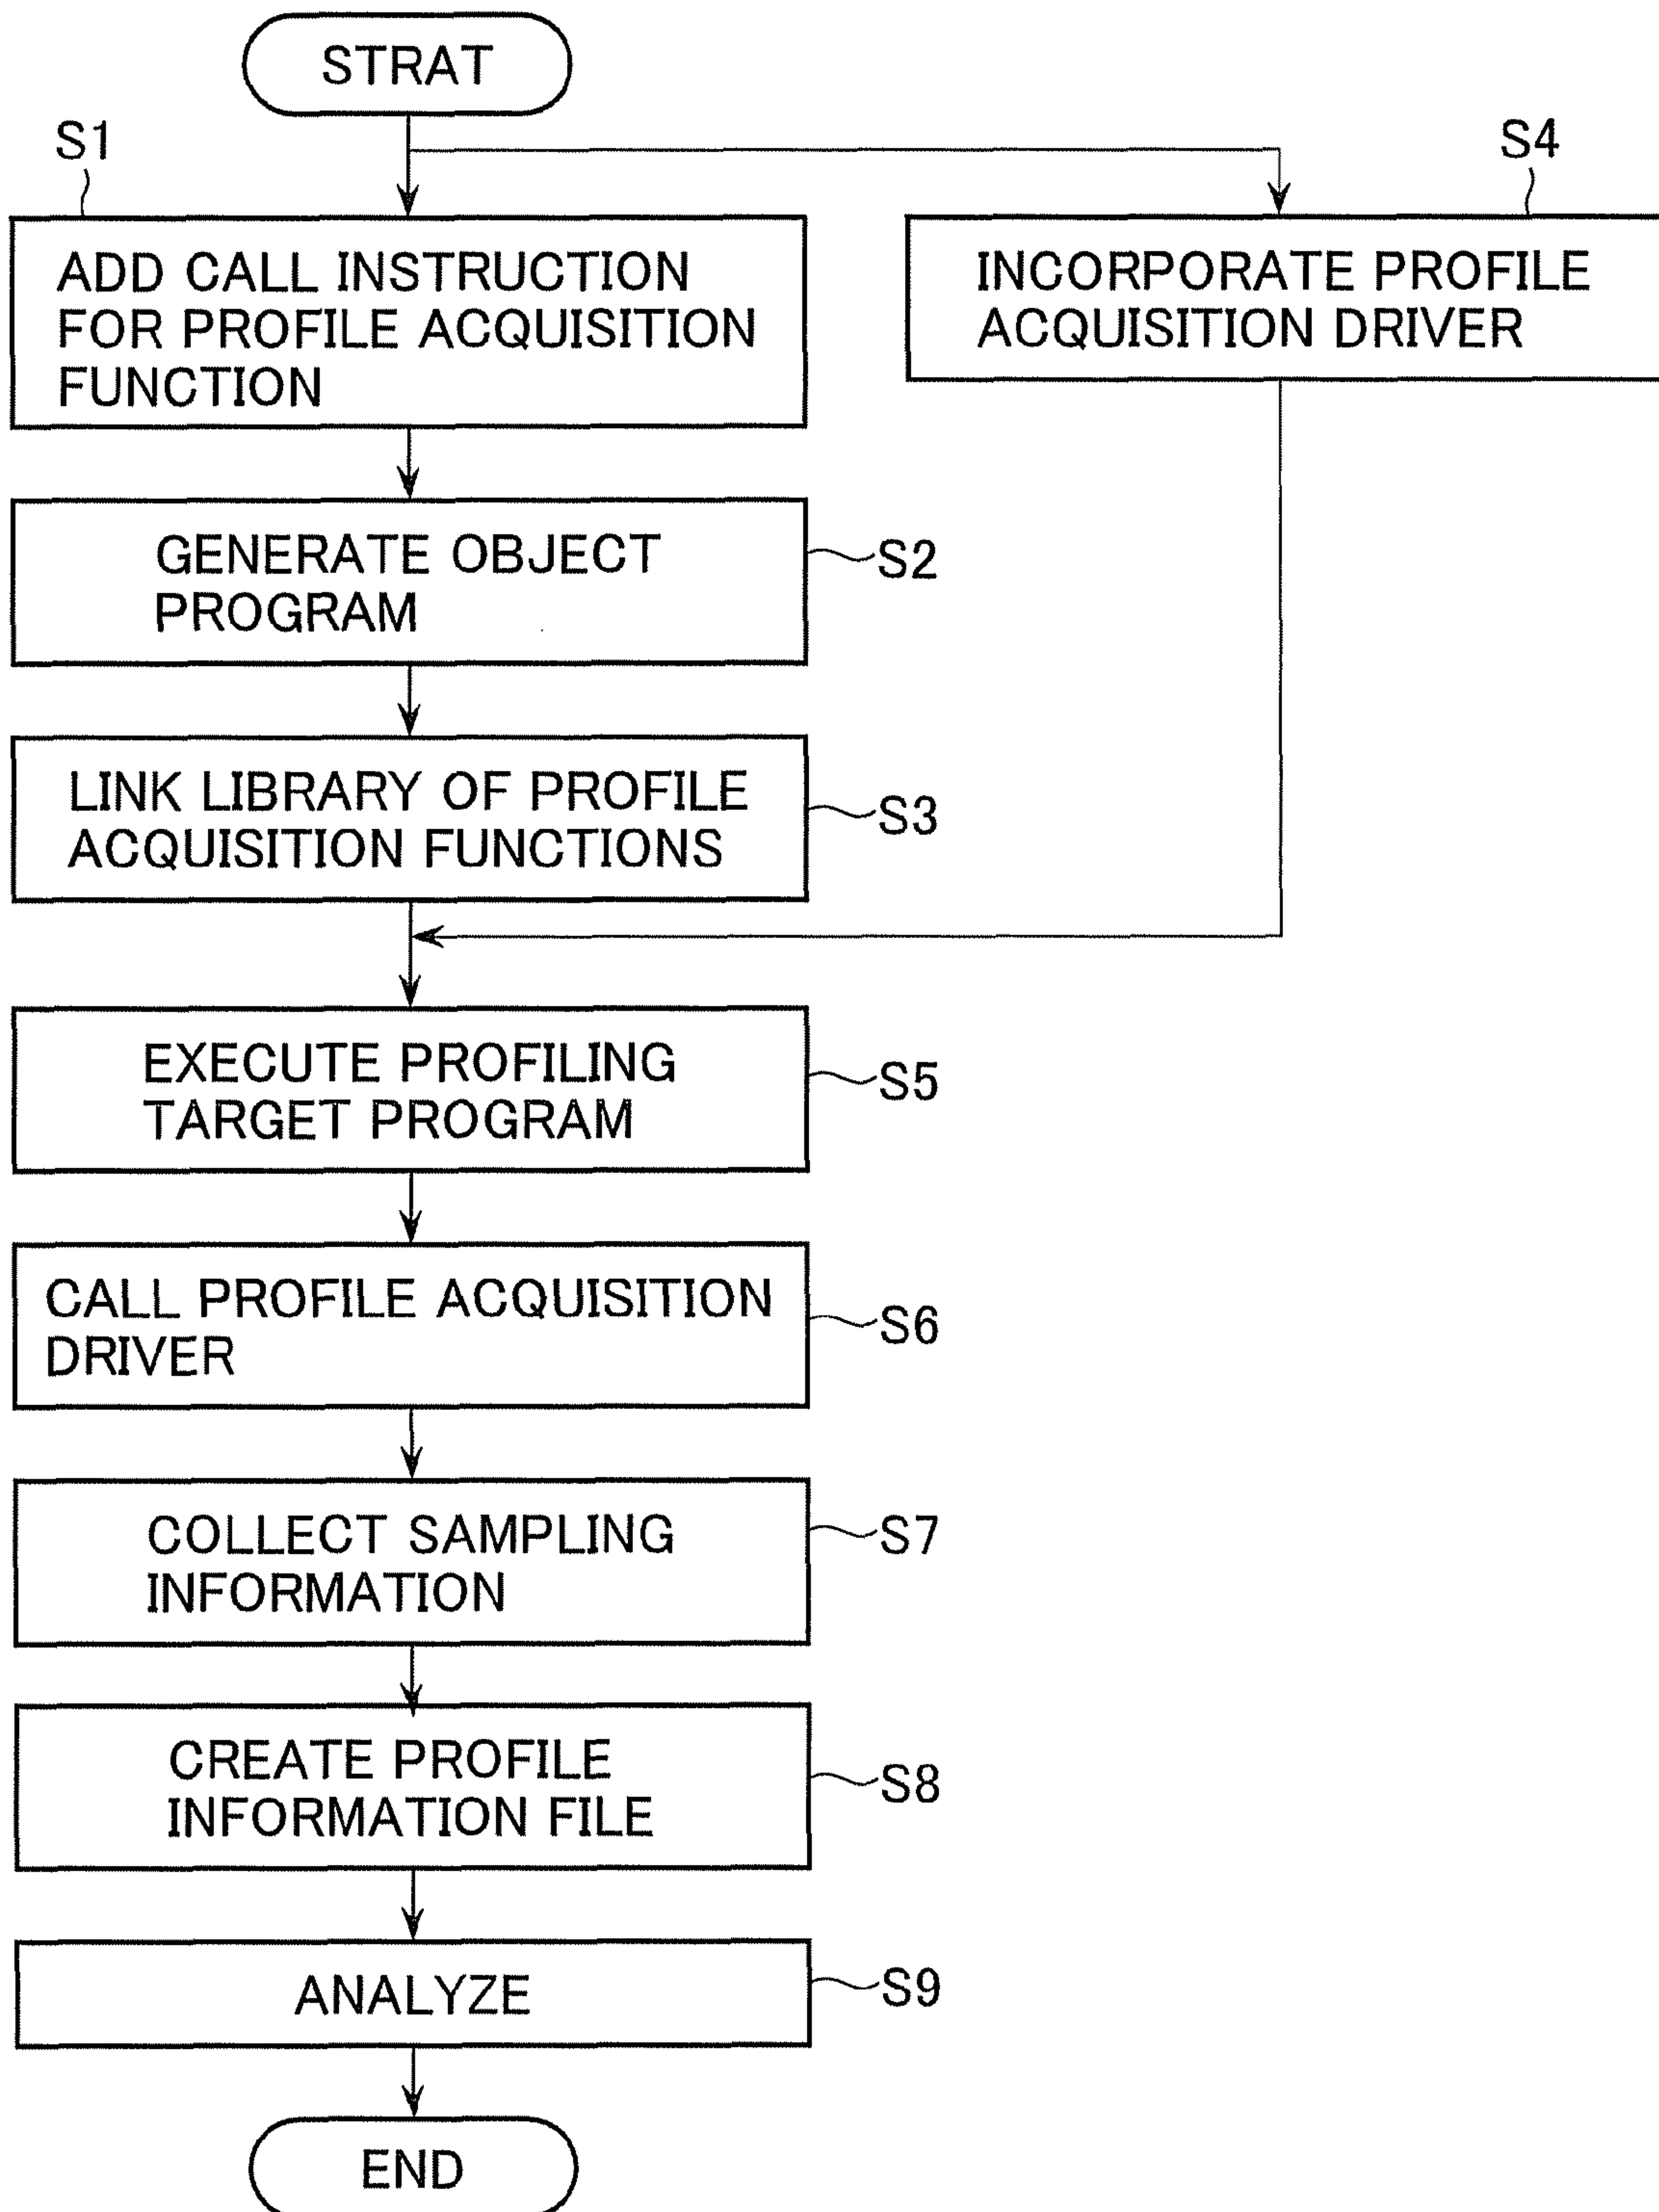 STRAT
S1
S4
ADD CALL INSTRUCTION
FOR PROFILE ACQUISITION
FUNCTION
INCORPORATE PROFILE
ACQUISITION DRIVER
GENERATE OBJECT
PROGRAM
S2
LINK LIBRARY OF PROFILE
ACQUISITION FUNCTIONS
S3
EXECUTE PROFILING
TARGET PROGRAM
S5
CALL PROFILE ACQUISITION
DRIVER
S6
COLLECT SAMPLING
INFORMATION
S7
CREATE PROFILE
INFORMATION FILE
S8
ANALYZE
S9
END